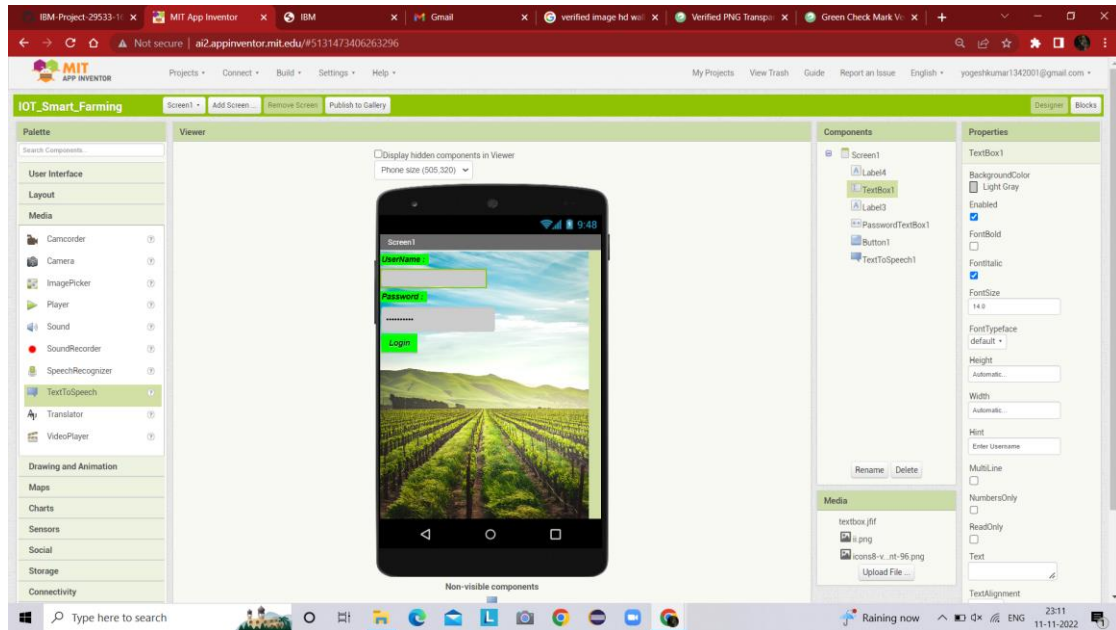 IBM-Project-29533-16
MIT App Inventor
IBM
Gmail
verified image hd wall
Verified PNG Transpar
Green Check Mark Ve
Not secure | ai2.appinventor.mit.edu/#5131473406263296
MIT
APP INVENTOR
Projects Connect Build Settings Help
My Projects View Trash Guide Report an Issue English yogeshkumar1342001@gmail.com
IOT_Smart_Farming
Screen1 Add Screen ... Remove Screen Publish to Gallery
Designer Blocks
Palette
Search Components...
User Interface
Layout
Media
Camcorder
Camera
ImagePicker
Player
Sound
SoundRecorder
SpeechRecognizer
TextToSpeech
Translator
VideoPlayer
Drawing and Animation
Maps
Charts
Sensors
Social
Storage
Connectivity
Viewer
Display hidden components in Viewer
Phone size (505,320)
9:48
Screen1
UserName :
Password :
Login
Non-visible components
Components
Screen1
Label4
TextBox1
Label3
PasswordTextBox1
Button1
TextToSpeech1
Rename Delete
Media
textbox.jfif
ii.png
icons8-v...nt-96.png
Upload File ...
Properties
TextBox1
BackgroundColor
Light Gray
Enabled
FontBold
FontItalic
FontSize
14.0
FontTypeface
default
Height
Automatic...
Width
Automatic...
Hint
Enter Username
MultiLine
NumbersOnly
ReadOnly
Text
TextAlignment
Type here to search
Raining now
ENG
23:11
11-11-2022